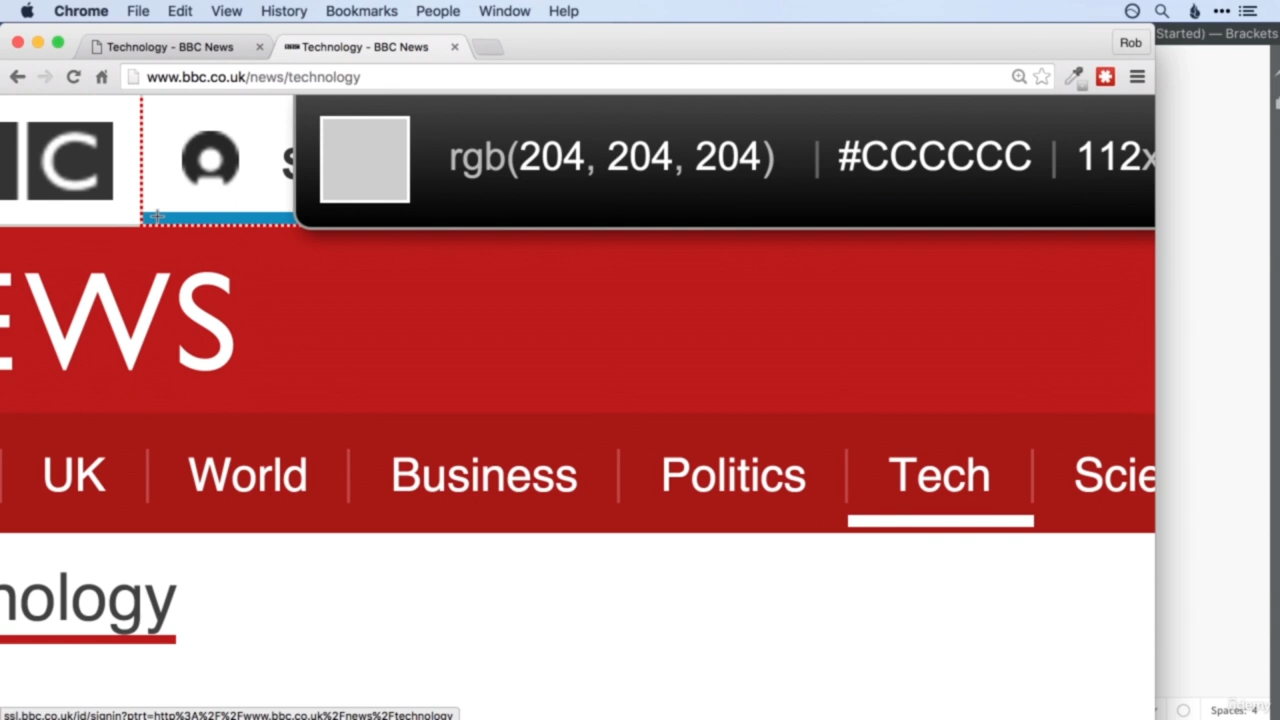 Chrome File Edit View History Bookmarks People Window Help
Started) — Brackets
Technology - BBC News
Technology - BBC News
Rob
www.bbc.co.uk/news/technology
C
S
rgb(204, 204, 204) | #CCCCCC | 112x
EWS
UK World Business Politics Tech Scie
nology
ssl.bbc.co.uk/id/signin?ptrt=http%3A%2F%2Fwww.bbc.co.uk%2Fnews%2Ftechnology
Spaces: 4